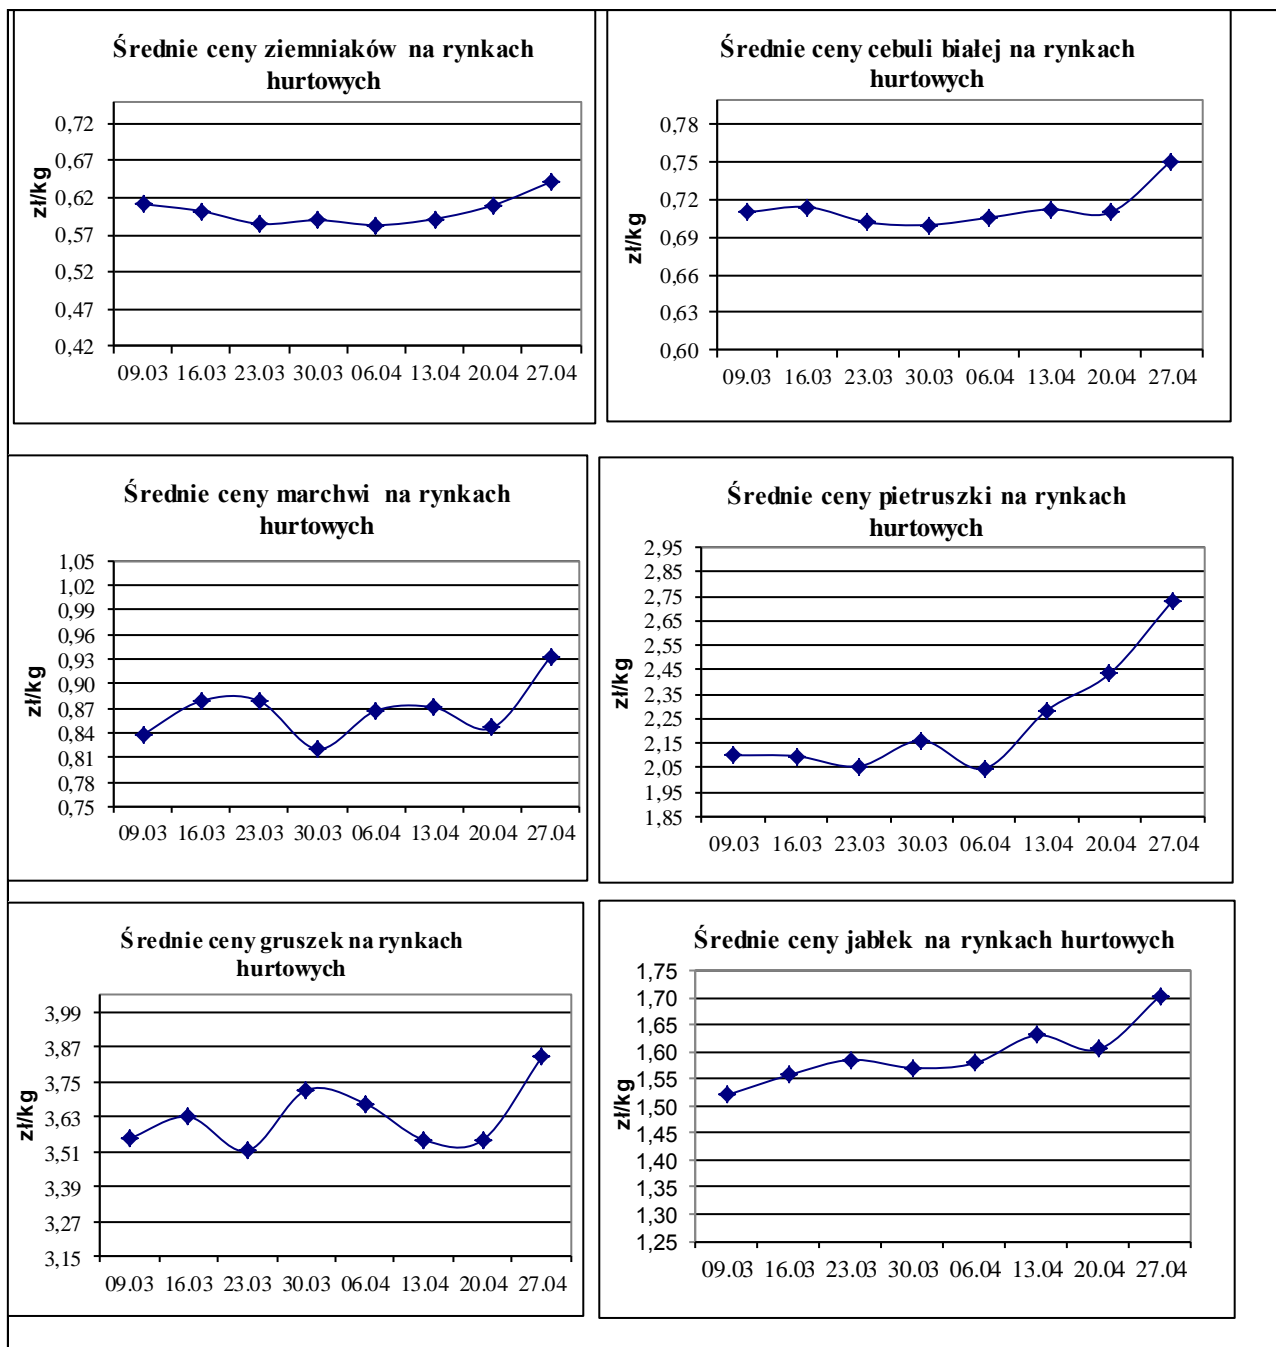 Średnie ceny ziemniaków na rynkach
hurtowych
zł/kg
0,72
0,67
0,62
0,57
0,52
0,47
0,42
09.03 16.03 23.03 30.03 06.04 13.04 20.04 27.04
Średnie ceny cebuli białej na rynkach
hurtowych
zł/kg
0,78
0,75
0,72
0,69
0,66
0,63
0,60
09.03 16.03 23.03 30.03 06.04 13.04 20.04 27.04
Średnie ceny marchwi na rynkach
hurtowych
zł/kg
1,05
1,02
0,99
0,96
0,93
0,90
0,87
0,84
0,81
0,78
0,75
09.03 16.03 23.03 30.03 06.04 13.04 20.04 27.04
Średnie ceny pietruszki na rynkach
hurtowych
zł/kg
2,95
2,85
2,75
2,65
2,55
2,45
2,35
2,25
2,15
2,05
1,95
1,85
09.03 16.03 23.03 30.03 06.04 13.04 20.04 27.04
Średnie ceny gruszek na rynkach
hurtowych
zł/kg
3,99
3,87
3,75
3,63
3,51
3,39
3,27
3,15
09.03 16.03 23.03 30.03 06.04 13.04 20.04 27.04
Średnie ceny jabłek na rynkach hurtowych
zł/kg
1,75
1,70
1,65
1,60
1,55
1,50
1,45
1,40
1,35
1,30
1,25
09.03 16.03 23.03 30.03 06.04 13.04 20.04 27.04